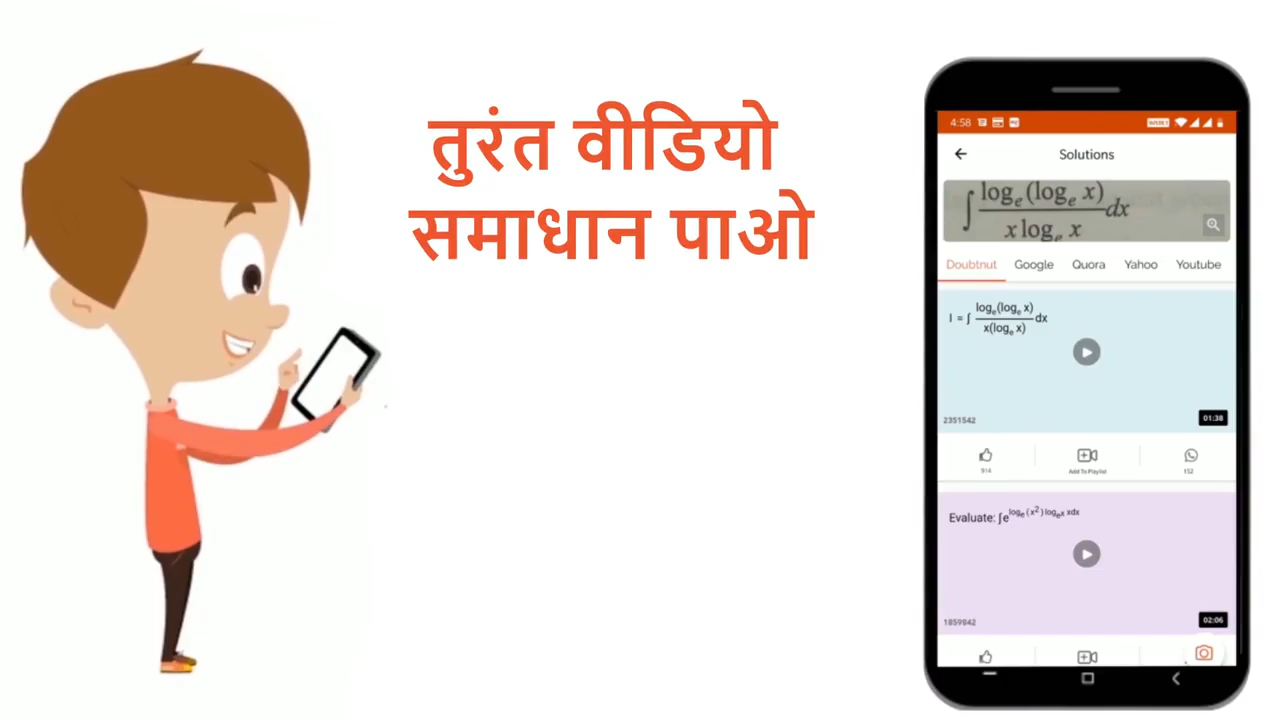 तुरंत वीडियो
समाधान पाओ
4:58
Solutions
∫ logₑ(logₑ x) / x logₑ x dx
Doubtnut Google Quora Yahoo Youtube
I = ∫ logₑ(logₑ x) / x(logₑ x) dx
2351542
01:38
914
Add To Playlist
152
Evaluate: ∫e^logₑ(x²) logₑx xdx
1859842
02:06